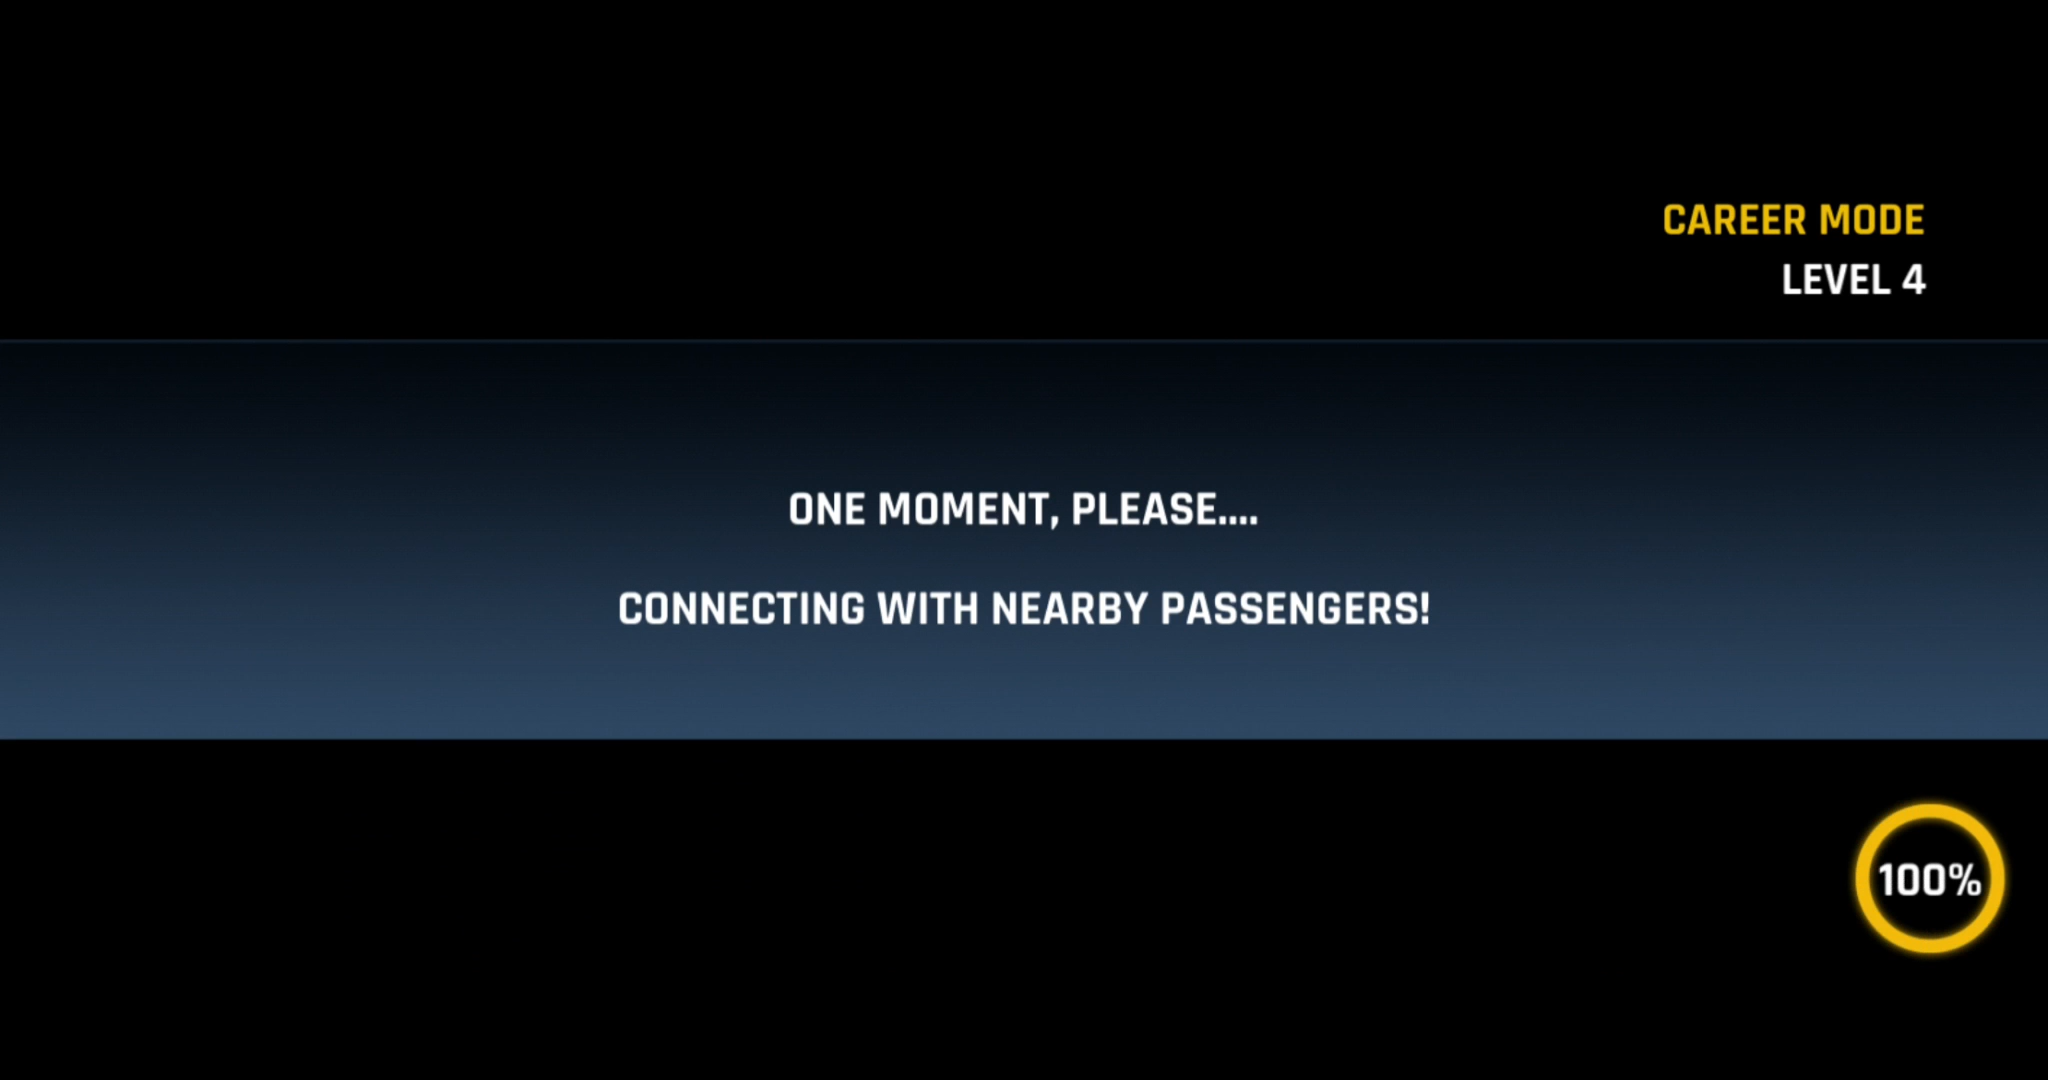 CAREER MODE
LEVEL 4
ONE MOMENT, PLEASE....
CONNECTING WITH NEARBY PASSENGERS!
100%